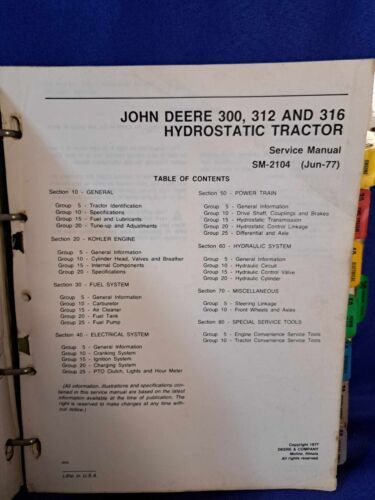 JOHN DEERE 300, 312 AND 316
HYDROSTATIC TRACTOR
Service Manual
SM-2104 (Jun-77)
TABLE OF CONTENTS
Section 10 - GENERAL
Group 5 - Tractor Identification
Group 10 - Specifications
Group 15 - Fuel and Lubricants
Group 20 - Tune-up and Adjustments
Section 20 - KOHLER ENGINE
Group 5 - General Information
Group 10 - Cylinder Head, Valves and Breather
Group 15 - Internal Components
Group 20 - Specifications
Section 30 - FUEL SYSTEM
Group 5 - General Information
Group 10 - Carburetor
Group 15 - Air Cleaner
Group 20 - Fuel Tank
Group 25 - Fuel Pump
Section 40 - ELECTRICAL SYSTEM
Group 5 - General Information
Group 10 - Cranking System
Group 15 - Ignition System
Group 20 - Charging System
Group 25 - PTO Clutch, Lights and Hour Meter
(All information, illustrations and specifications con-
tained in this service manual are based on the latest
information available at the time of publication. The
right is reserved to make changes at any time with-
out notice.)
Litho in U.S.A.
Section 50 - POWER TRAIN
Group 5 - General Information
Group 10 - Drive Shaft, Couplings and Brakes
Group 15 - Hydrostatic Transmission
Group 20 - Hydrostatic Control Linkage
Group 25 - Differential and Axle
Section 60 - HYDRAULIC SYSTEM
Group 5 - General Information
Group 10 - Hydraulic Circuit
Group 15 - Hydraulic Control Valve
Group 20 - Hydraulic Cylinder
Section 70 - MISCELLANEOUS
Group 5 - Steering Linkage
Group 10 - Front Wheels and Axles
Section 80 - SPECIAL SERVICE TOOLS
Group 5 - Engine Convenience Service Tools
Group 10 - Tractor Convenience Service Tools
Copyright 1977
DEERE & COMPANY
Moline, Illinois
All rights reserved